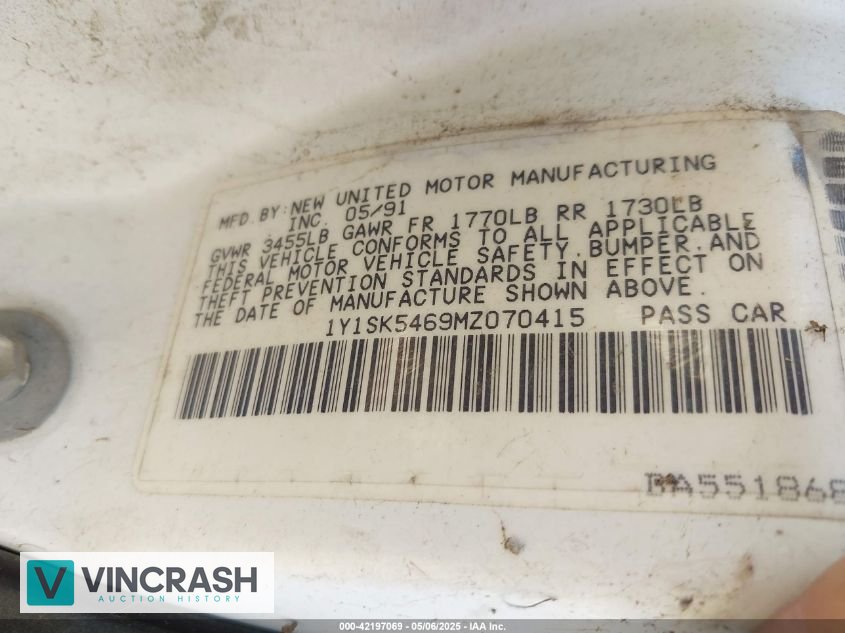 MFD. BY: NEW UNITED MOTOR MANUFACTURING
INC. 05/91
GVWR 3455LB GAWR FR 1770LB RR 1730LB
THIS VEHICLE CONFORMS TO ALL APPLICABLE
FEDERAL MOTOR VEHICLE SAFETY, BUMPER, AND
THEFT PREVENTION STANDARDS IN EFFECT ON
THE DATE OF MANUFACTURE SHOWN ABOVE.
1Y1SK5469MZ070415 PASS CAR
BA551868
V VINCRASH
AUCTION HISTORY
000-42197069 - 05/06/2025 - IAA Inc.